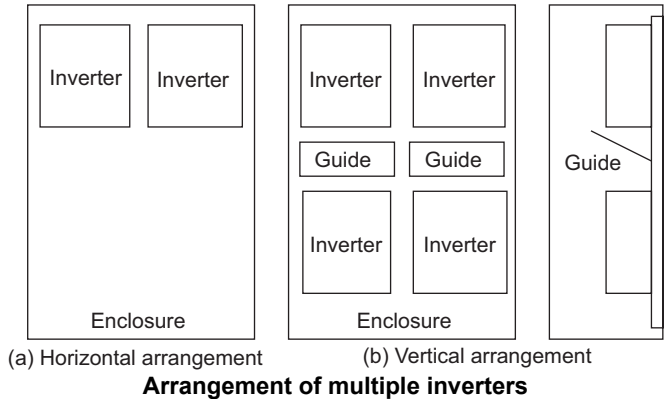 Inverter Inverter
Enclosure
(a) Horizontal arrangement
Inverter Inverter
Guide Guide
Inverter Inverter
Enclosure
Guide
(b) Vertical arrangement
Arrangement of multiple inverters